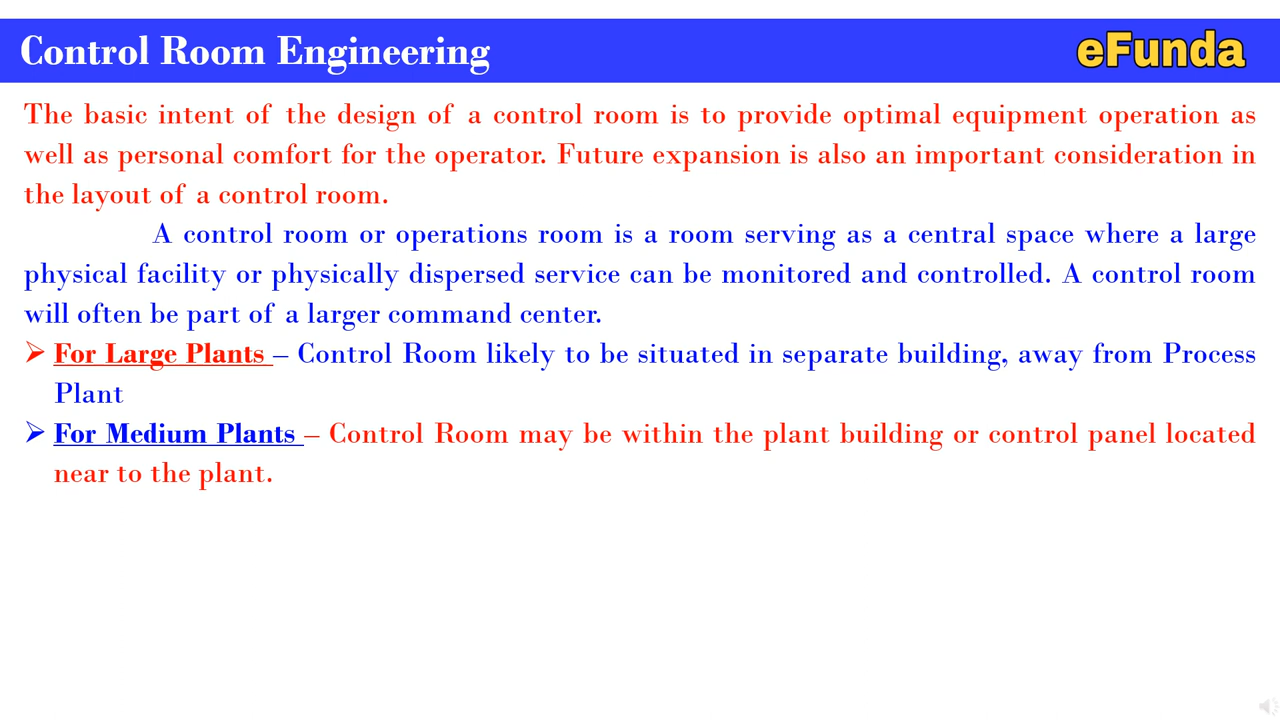 Control Room Engineering
eFunda
The basic intent of the design of a control room is to provide optimal equipment operation as
well as personal comfort for the operator. Future expansion is also an important consideration in
the layout of a control room.
A control room or operations room is a room serving as a central space where a large
physical facility or physically dispersed service can be monitored and controlled. A control room
will often be part of a larger command center.
➢ For Large Plants – Control Room likely to be situated in separate building, away from Process
Plant
➢ For Medium Plants – Control Room may be within the plant building or control panel located
near to the plant.